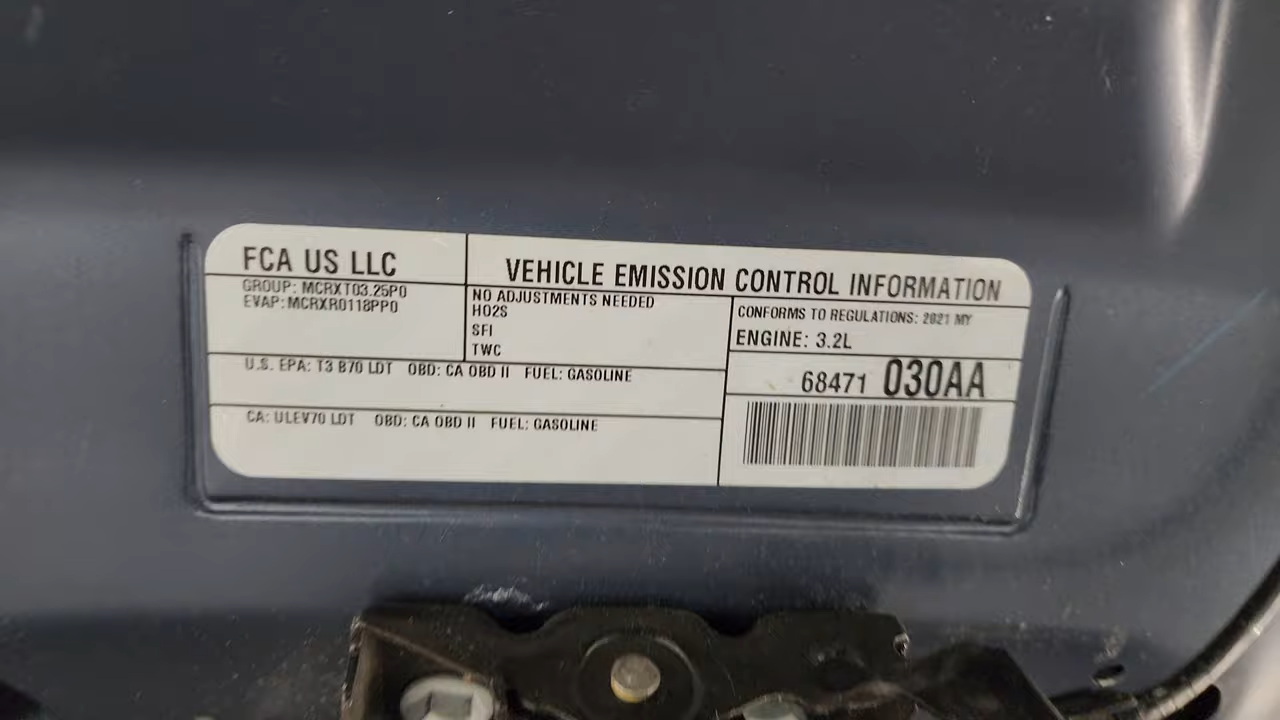 FCA US LLC
GROUP: MCRXT03.25P0
EVAP: MCRXR0118PP0
VEHICLE EMISSION CONTROL INFORMATION
NO ADJUSTMENTS NEEDED
HO2S
SFI
TWC
CONFORMS TO REGULATIONS: 2021 MY
ENGINE: 3.2L
U.S. EPA: T3 B70 LDT OBD: CA OBD II FUEL: GASOLINE
68471 030AA
CA: ULEV70 LDT OBD: CA OBD II FUEL: GASOLINE